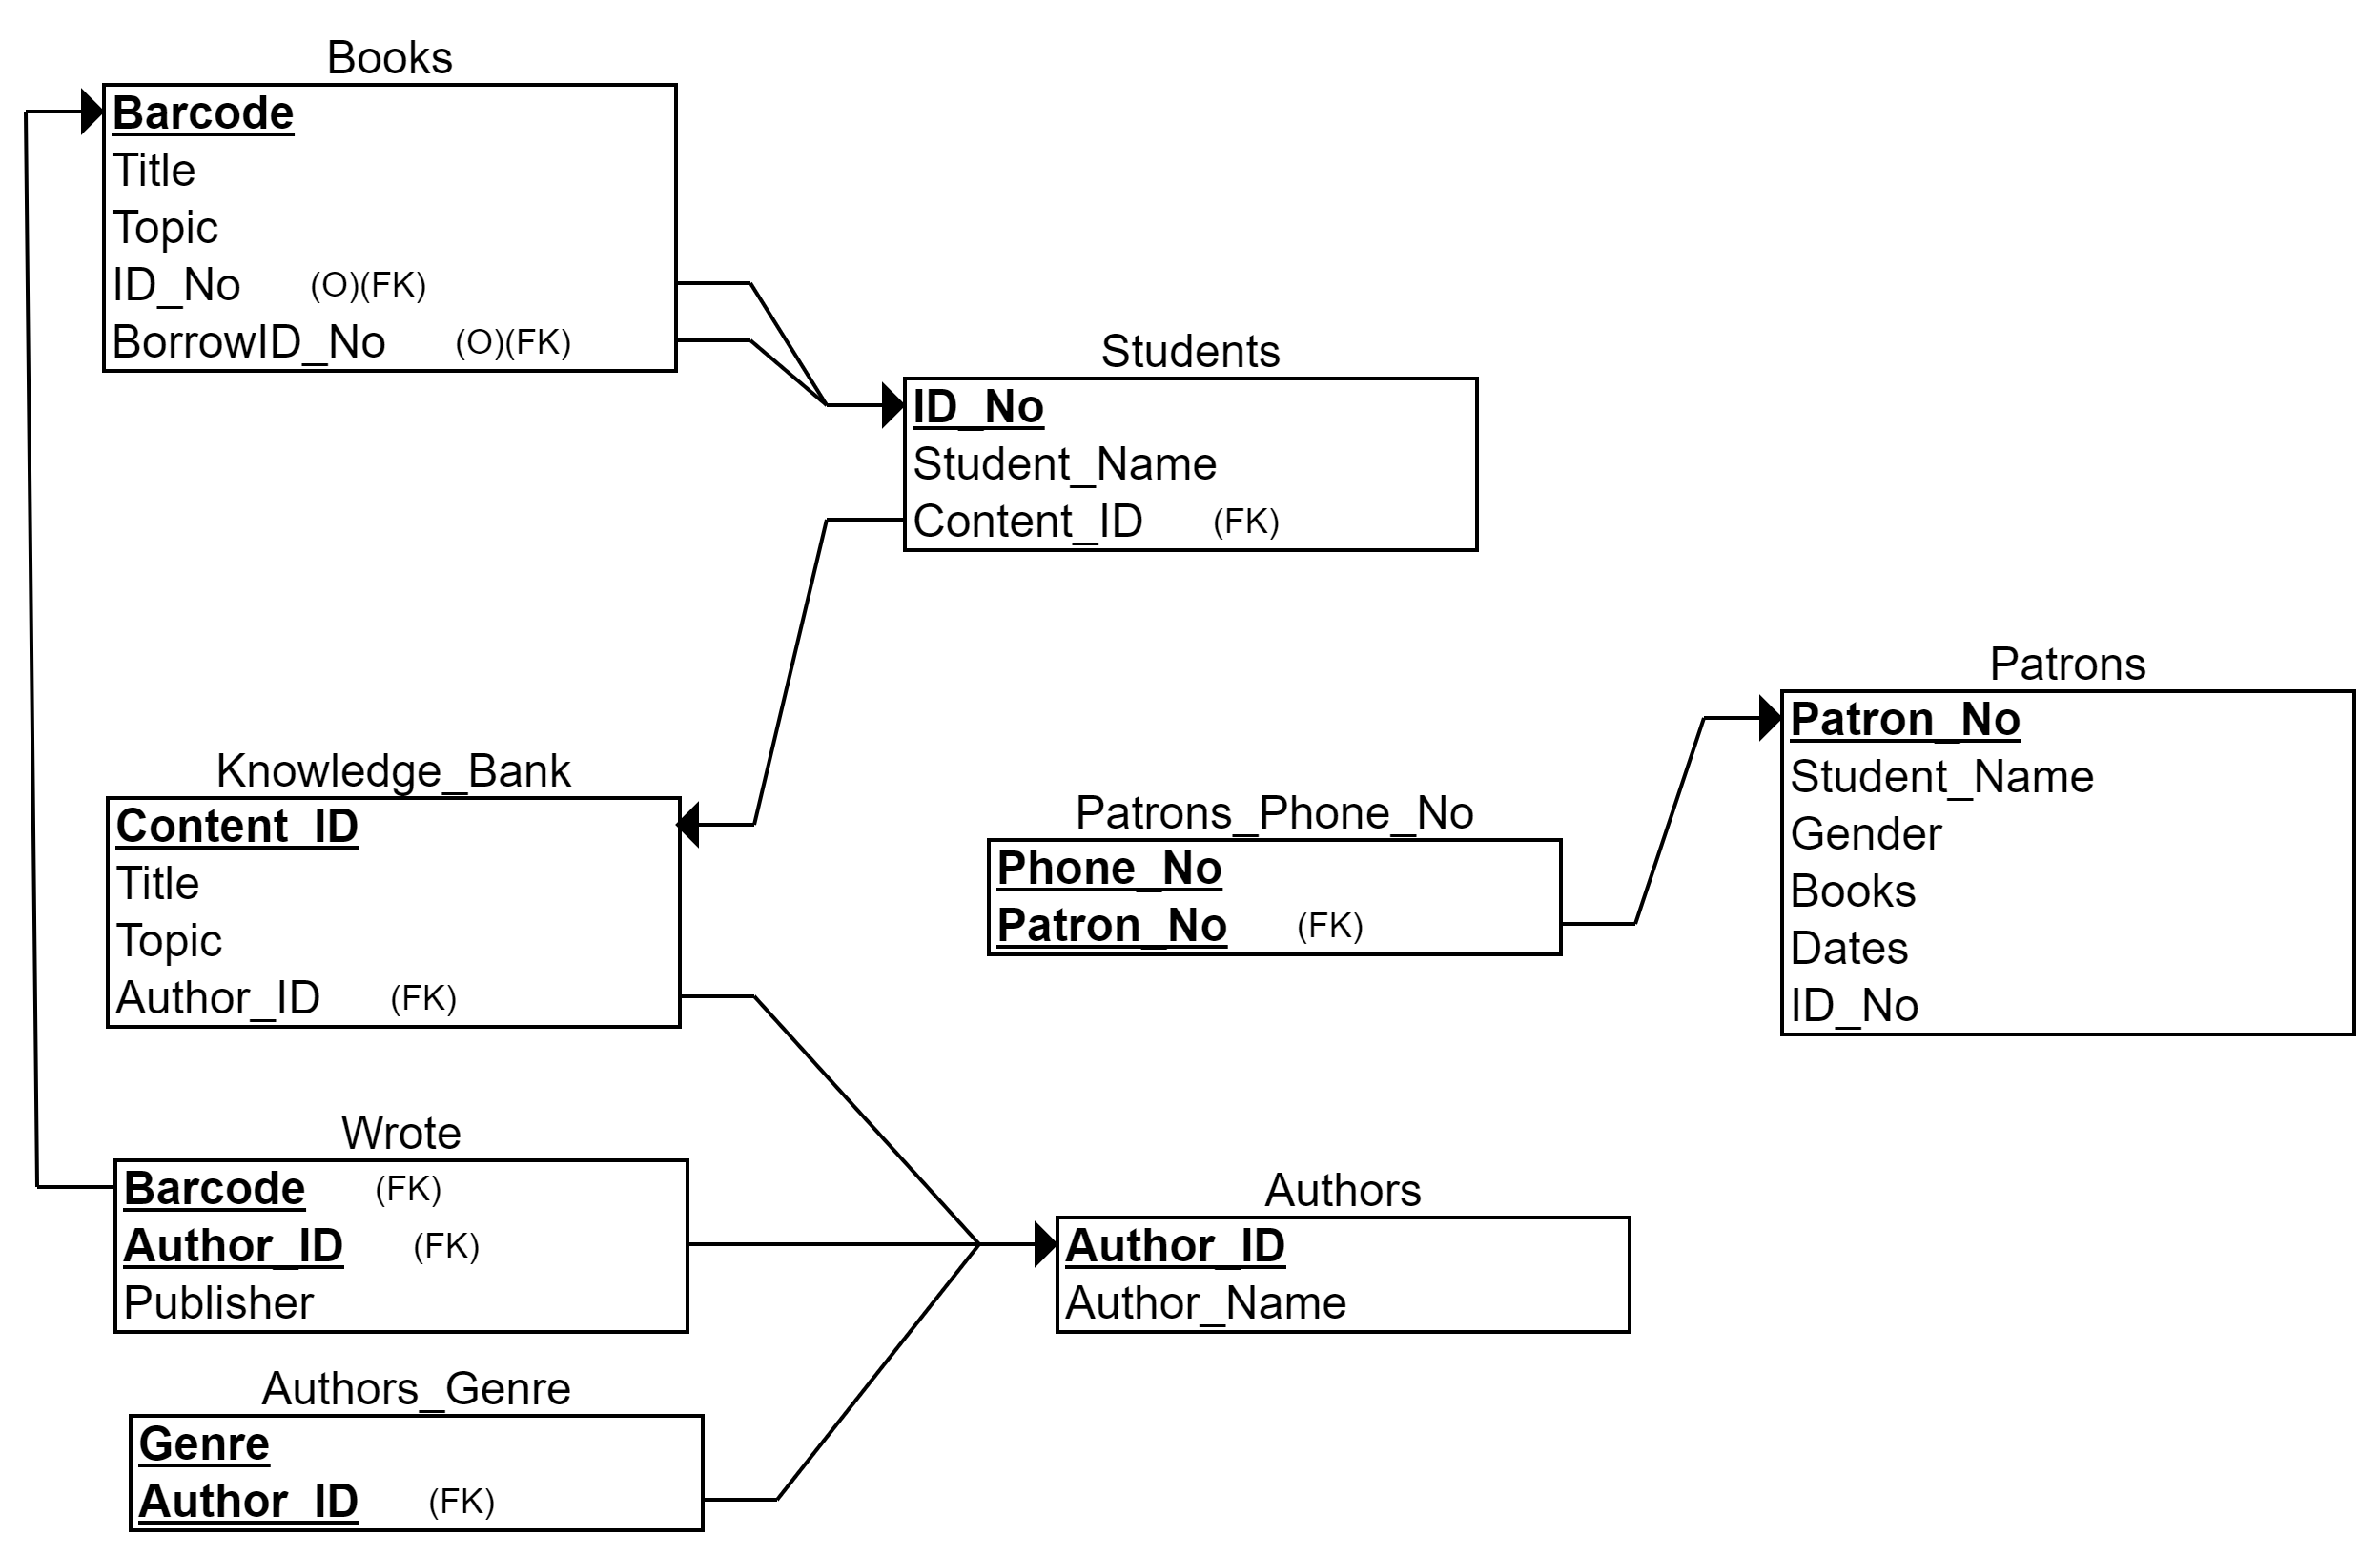 Books
Barcode
Title
Topic
ID_No (O)(FK)
BorrowID_No (O)(FK)
Students
ID_No
Student_Name
Content_ID (FK)
Patrons
Patron_No
Student_Name
Gender
Books
Dates
ID_No
Knowledge_Bank
Content_ID
Title
Topic
Author_ID (FK)
Patrons_Phone_No
Phone_No
Patron_No (FK)
Wrote
Barcode (FK)
Author_ID (FK)
Publisher
Authors
Author_ID
Author_Name
Authors_Genre
Genre
Author_ID (FK)